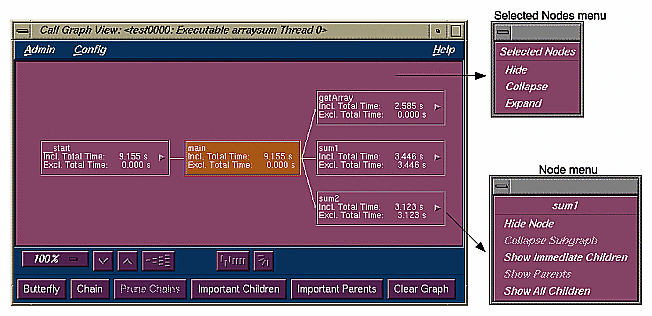 Selected Nodes menu
Call Graph View: <test0000: Executable arraysum Thread 0>
Admin Config Help
Selected Nodes
Hide
Collapse
Expand
getArray
Incl. Total Time: 2.585 s
Excl. Total Time: 0.000 s
__start
Incl. Total Time: 9.155 s
Excl. Total Time: 0.000 s
main
Incl. Total Time: 9.155 s
Excl. Total Time: 0.000 s
sum1
Incl. Total Time: 3.446 s
Excl. Total Time: 3.446 s
sum2
Incl. Total Time: 3.123 s
Excl. Total Time: 3.123 s
Node menu
sum1
Hide Node
Collapse Subgraph
Show Immediate Children
Show Parents
Show All Children
100%
Butterfly Chain Prune Chains Important Children Important Parents Clear Graph